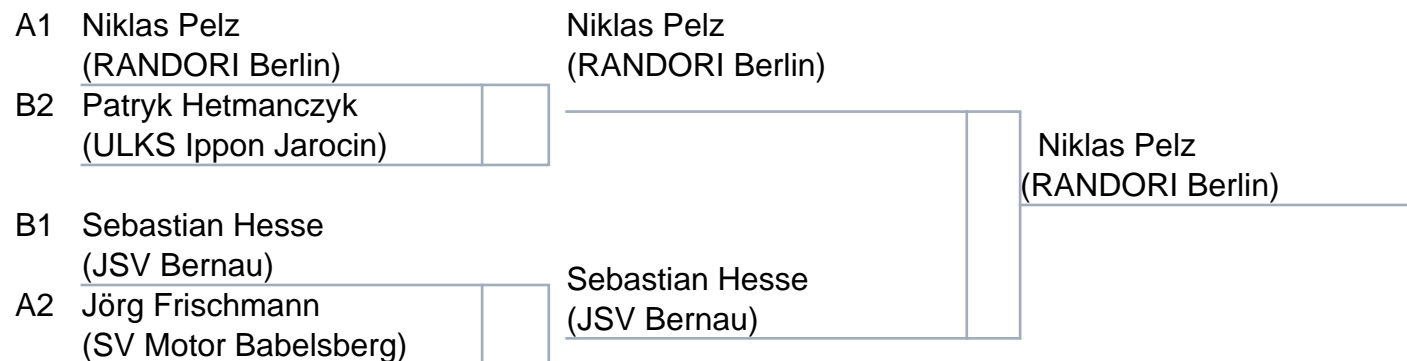 A1 Niklas Pelz
(RANDORI Berlin)
B2 Patryk Hetmanczyk
(ULKS Ippon Jarocin)
B1 Sebastian Hesse
(JSV Bernau)
A2 Jörg Frischmann
(SV Motor Babelsberg)
Niklas Pelz
(RANDORI Berlin)
Sebastian Hesse
(JSV Bernau)
Niklas Pelz
(RANDORI Berlin)